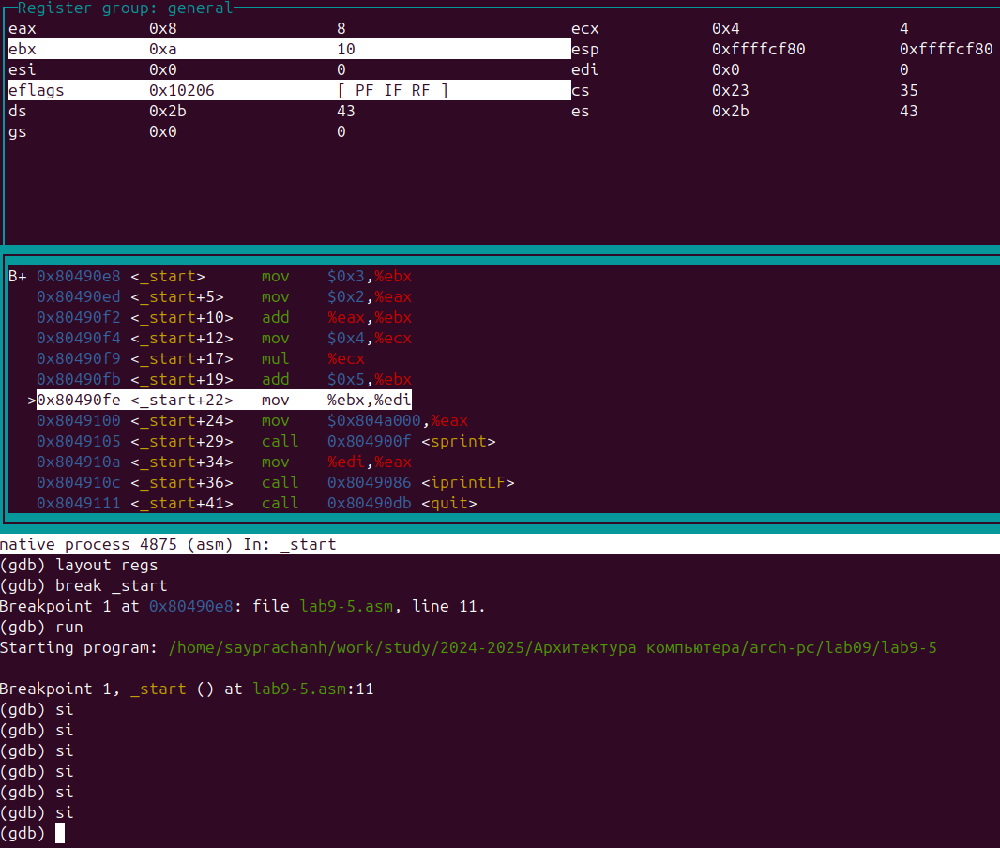 Register group: general
eax 0x8 8 ecx 0x4 4
ebx 0xa 10 esp 0xffffcf80 0xffffcf80
esi 0x0 0 edi 0x0 0
eflags 0x10206 [ PF IF RF ] cs 0x23 35
ds 0x2b 43 es 0x2b 43
gs 0x0 0
B+ 0x80490e8 <_start> mov $0x3,%ebx
0x80490ed <_start+5> mov $0x2,%eax
0x80490f2 <_start+10> add %eax,%ebx
0x80490f4 <_start+12> mov $0x4,%ecx
0x80490f9 <_start+17> mul %ecx
0x80490fb <_start+19> add $0x5,%ebx
>0x80490fe <_start+22> mov %ebx,%edi
0x8049100 <_start+24> mov $0x804a000,%eax
0x8049105 <_start+29> call 0x804900f <sprint>
0x804910a <_start+34> mov %edi,%eax
0x804910c <_start+36> call 0x8049086 <iprintLF>
0x8049111 <_start+41> call 0x80490db <quit>
native process 4875 (asm) In: _start
(gdb) layout regs
(gdb) break _start
Breakpoint 1 at 0x80490e8: file lab9-5.asm, line 11.
(gdb) run
Starting program: /home/sayprachanh/work/study/2024-2025/Архитектура компьютера/arch-pc/lab09/lab9-5
Breakpoint 1, _start () at lab9-5.asm:11
(gdb) si
(gdb) si
(gdb) si
(gdb) si
(gdb) si
(gdb) si
(gdb)